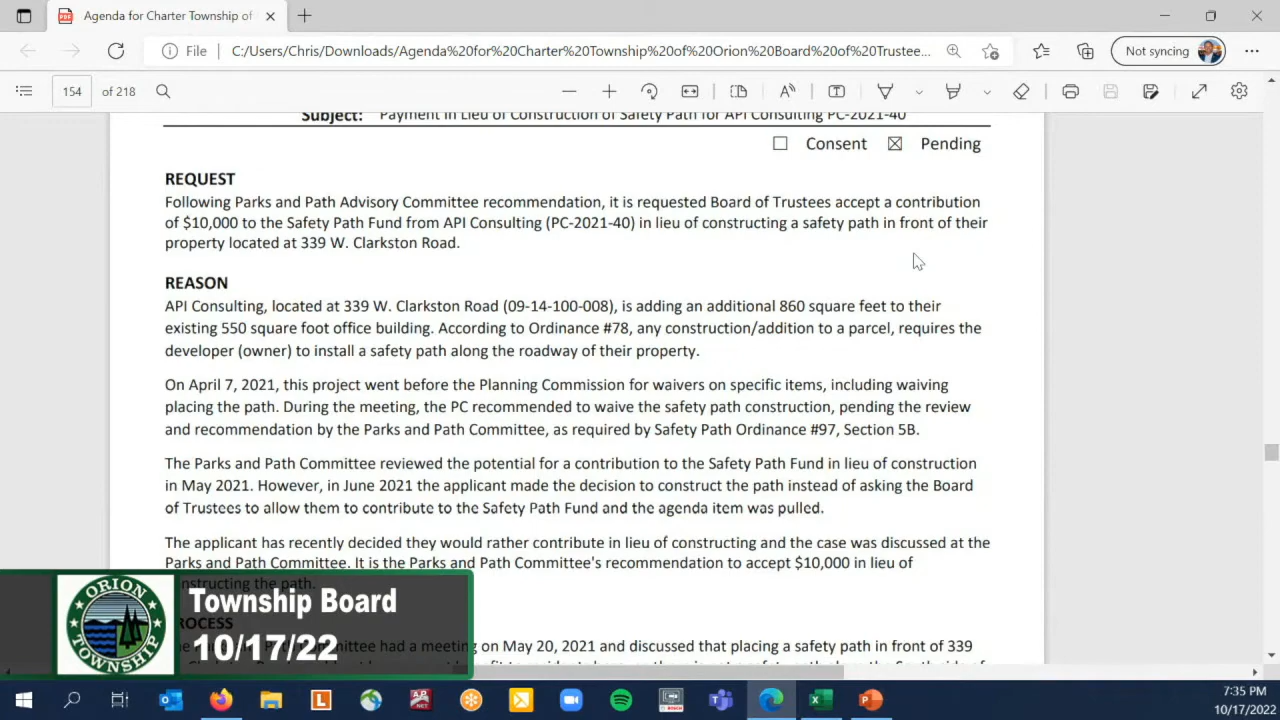 Agenda for Charter Township of
File
C:/Users/Chris/Downloads/Agenda%20for%20Charter%20Township%20of%20Orion%20Board%20of%20Trustee...
Not syncing
154 of 218
Subject: Payment in Lieu of Construction of Safety Path for API Consulting PC-2021-40
Consent Pending
REQUEST
Following Parks and Path Advisory Committee recommendation, it is requested Board of Trustees accept a contribution
of $10,000 to the Safety Path Fund from API Consulting (PC-2021-40) in lieu of constructing a safety path in front of their
property located at 339 W. Clarkston Road.
REASON
API Consulting, located at 339 W. Clarkston Road (09-14-100-008), is adding an additional 860 square feet to their
existing 550 square foot office building. According to Ordinance #78, any construction/addition to a parcel, requires the
developer (owner) to install a safety path along the roadway of their property.
On April 7, 2021, this project went before the Planning Commission for waivers on specific items, including waiving
placing the path. During the meeting, the PC recommended to waive the safety path construction, pending the review
and recommendation by the Parks and Path Committee, as required by Safety Path Ordinance #97, Section 5B.
The Parks and Path Committee reviewed the potential for a contribution to the Safety Path Fund in lieu of construction
in May 2021. However, in June 2021 the applicant made the decision to construct the path instead of asking the Board
of Trustees to allow them to contribute to the Safety Path Fund and the agenda item was pulled.
The applicant has recently decided they would rather contribute in lieu of constructing and the case was discussed at the
Parks and Path Committee. It is the Parks and Path Committee's recommendation to accept $10,000 in lieu of
constructing the path.
ORION
TOWNSHIP
Township Board
10/17/22
PROCESS
mittee had a meeting on May 20, 2021 and discussed that placing a safety path in front of 339
7:35 PM
10/17/2022